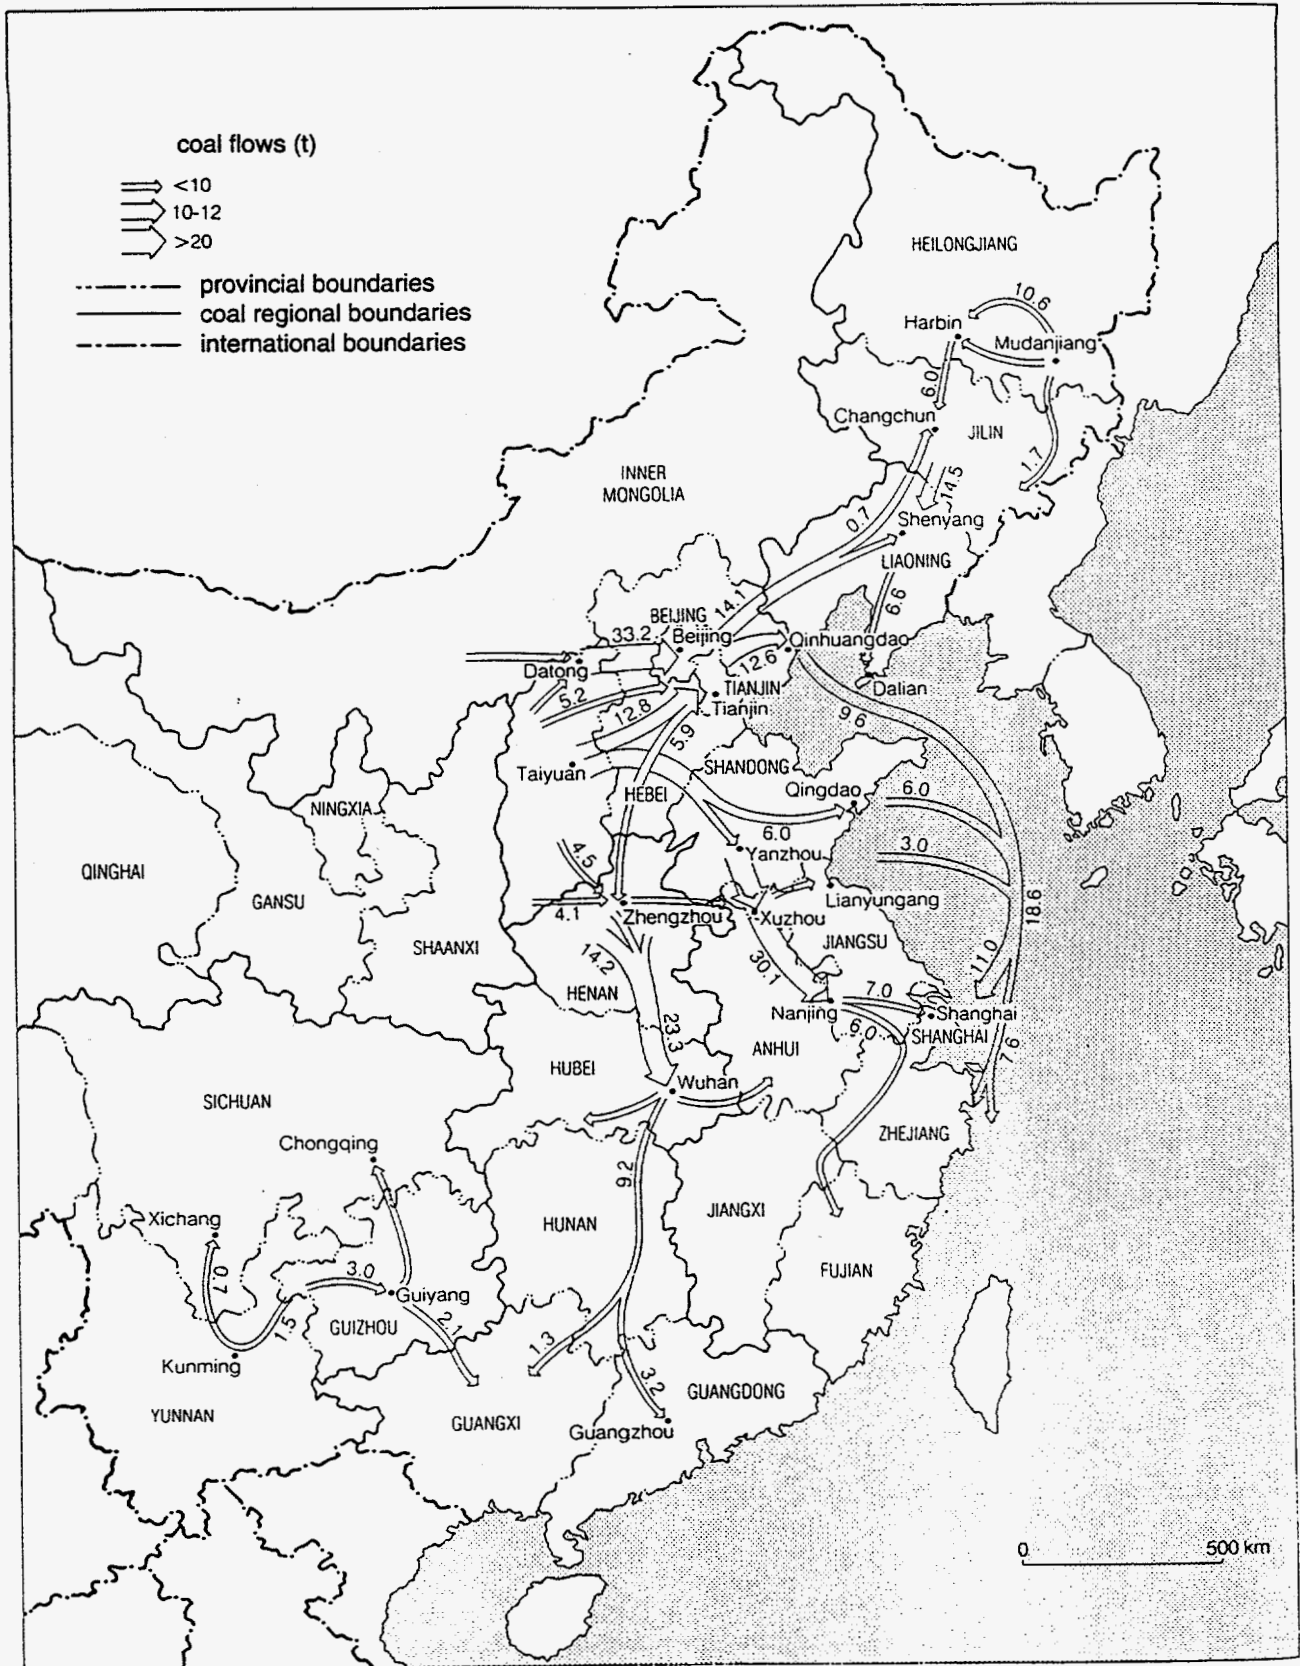 coal flows (t)
<10
10-12
>20
provincial boundaries
coal regional boundaries
international boundaries
HEILONGJIANG
10.6
Harbin
Mudanjiang
6.0
Changchun
JILIN
1.7
INNER
MONGOLIA
14.5
0.7
Shenyang
LIAONING
14.1
6.6
BEIJING
33.2
Beijing
Qinhuangdao
12.6
Datong
TIANJIN
Dalian
5.2
Tianjin
12.8
9.6
5.9
Taiyuan
SHANDONG
HEBEI
Qingdao
6.0
NINGXIA
6.0
4.5
Yanzhou
3.0
QINGHAI
GANSU
Lianyungang
4.1
Zhengzhou
Xuzhou
18.6
SHAANXI
JIANGSU
14.2
30.1
11.0
HENAN
7.0
Nanjing
Shanghai
6.0
SHANGHAI
23.3
ANHUI
7.6
HUBEI
Wuhan
SICHUAN
ZHEJIANG
Chongqing
9.2
Xichang
HUNAN
JIANGXI
0.7
3.0
FUJIAN
Guiyang
1.5
GUIZHOU
2.1
1.3
Kunming
3.2
GUANGDONG
YUNNAN
GUANGXI
Guangzhou
0
500 km